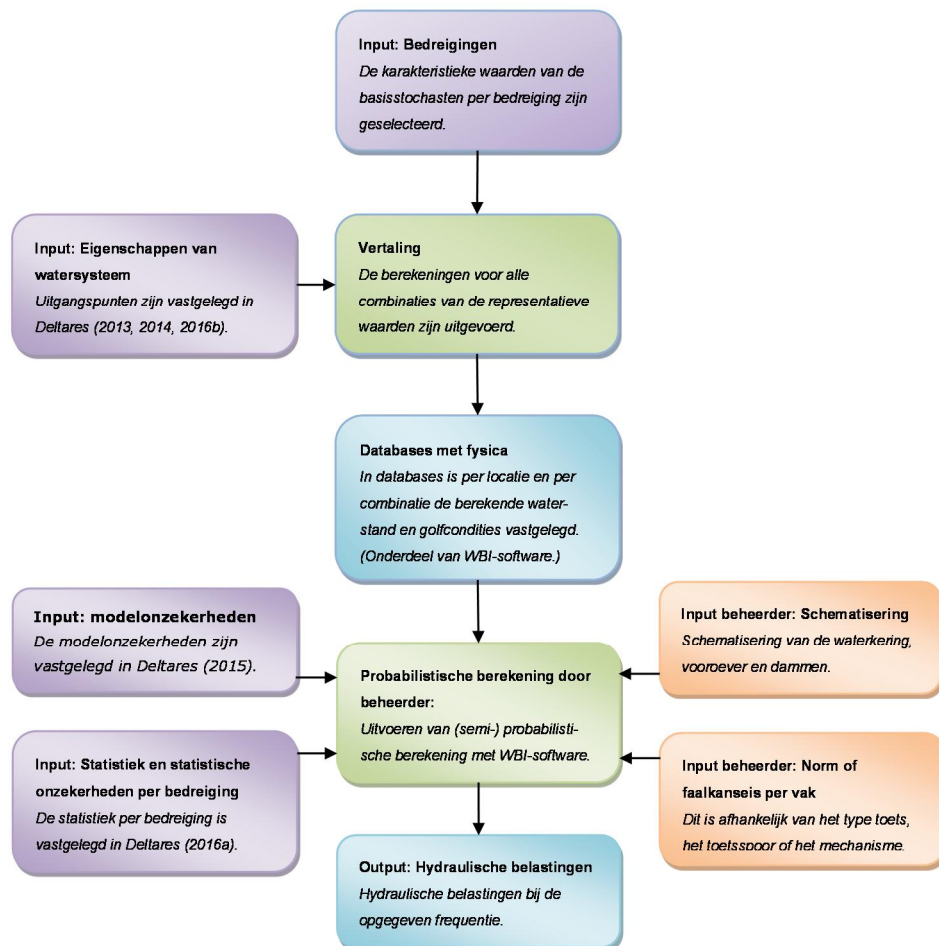 Input: Bedreigingen
De karakteristieke waarden van de
basisstochasten per bedreiging zijn
geselecteerd.
Input: Eigenschappen van
watersysteem
Uitgangspunten zijn vastgelegd in
Deltares (2013, 2014, 2016b).
Vertaling
De berekeningen voor alle
combinaties van de representatieve
waarden zijn uitgevoerd.
Databases met fysica
In databases is per locatie en per
combinatie de berekende water-
stand en golfcondities vastgelegd.
(Onderdeel van WBI-software.)
Input: modelonzekerheden
De modelonzekerheden zijn
vastgelegd in Deltares (2015).
Input beheerder: Schematisering
Schematisering van de waterkering,
vooroever en dammen.
Probabilistische berekening door
beheerder:
Uitvoeren van (semi-) probabilisti-
sche berekening met WBI-software.
Input: Statistiek en statistische
onzekerheden per bedreiging
De statistiek per bedreiging is
vastgelegd in Deltares (2016a).
Input beheerder: Norm of
faalkanseis per vak
Dit is afhankelijk van het type toets,
het toetsspoor of het mechanisme.
Output: Hydraulische belastingen
Hydraulische belastingen bij de
opgegeven frequentie.